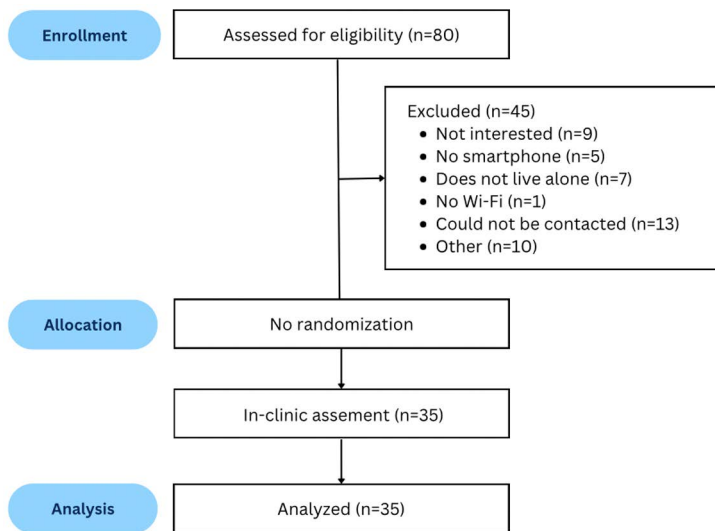 Enrollment
Assessed for eligibility (n=80)
Excluded (n=45)
• Not interested (n=9)
• No smartphone (n=5)
• Does not live alone (n=7)
• No Wi-Fi (n=1)
• Could not be contacted (n=13)
• Other (n=10)
Allocation
No randomization
In-clinic assement (n=35)
Analysis
Analyzed (n=35)